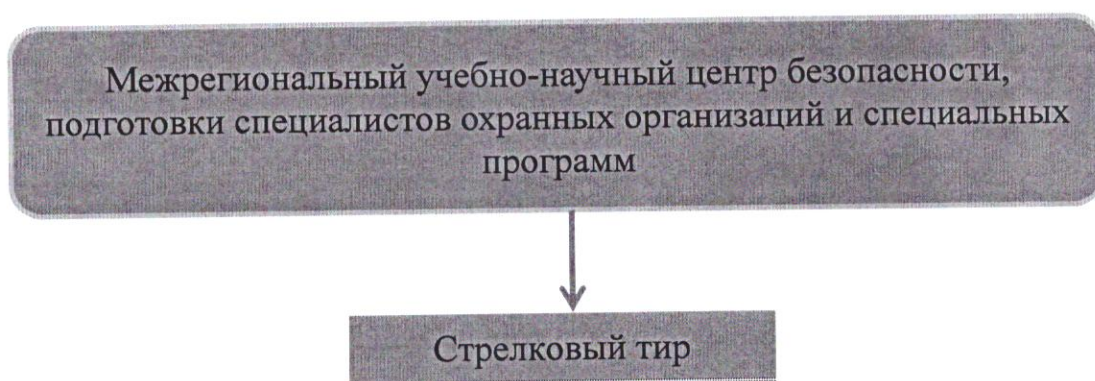 Межрегиональный учебно-научный центр безопасности,
подготовки специалистов охранных организаций и специальных
программ
Стрелковый тир